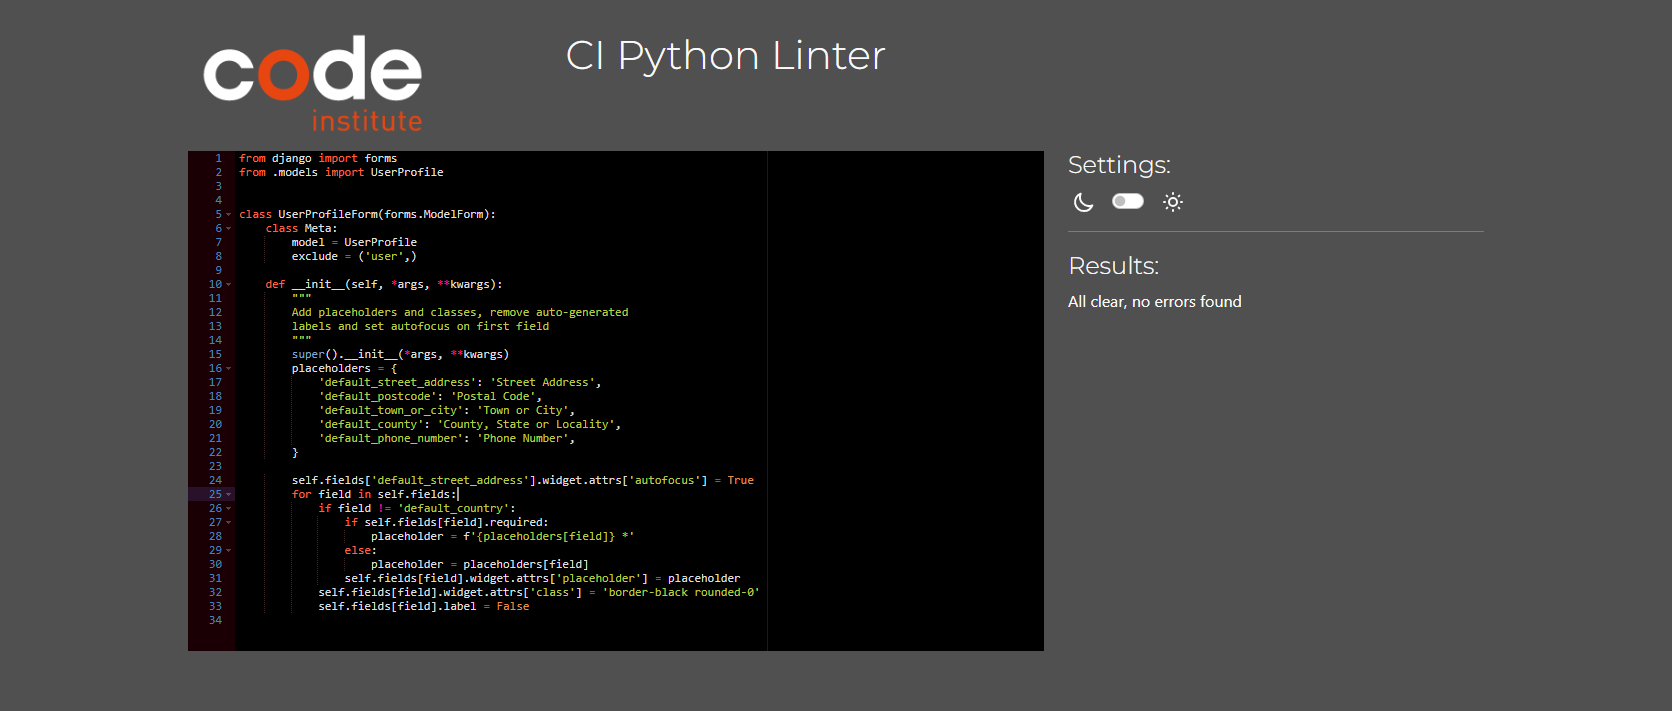 code
institute
CI Python Linter
1 from django import forms
2 from .models import UserProfile
3
4
5 class UserProfileForm(forms.ModelForm):
6     class Meta:
7         model = UserProfile
8         exclude = ('user',)
9
10     def __init__(self, *args, **kwargs):
11         """
12         Add placeholders and classes, remove auto-generated
13         labels and set autofocus on first field
14         """
15         super().__init__(*args, **kwargs)
16         placeholders = {
17             'default_street_address': 'Street Address',
18             'default_postcode': 'Postal Code',
19             'default_town_or_city': 'Town or City',
20             'default_county': 'County, State or Locality',
21             'default_phone_number': 'Phone Number',
22         }
23
24         self.fields['default_street_address'].widget.attrs['autofocus'] = True
25         for field in self.fields:
26             if field != 'default_country':
27                 if self.fields[field].required:
28                     placeholder = f'{placeholders[field]} *'
29                 else:
30                     placeholder = placeholders[field]
31                 self.fields[field].widget.attrs['placeholder'] = placeholder
32             self.fields[field].widget.attrs['class'] = 'border-black rounded-0'
33             self.fields[field].label = False
34
Settings:
Results:
All clear, no errors found